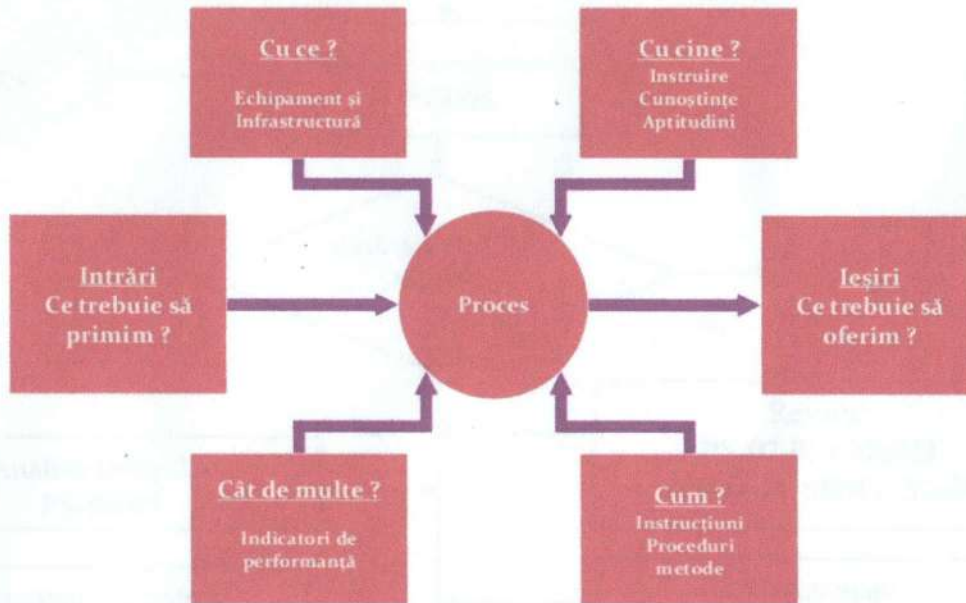 Cu ce ?
Echipament și
Infrastructură
Cu cine ?
Instruire
Cunoștințe
Aptitudini
Intrări
Ce trebuie să
primim ?
Proces
Ieșiri
Ce trebuie să
oferim ?
Cât de multe ?
Indicatori de
performanță
Cum ?
Instrucțiuni
Proceduri
metode